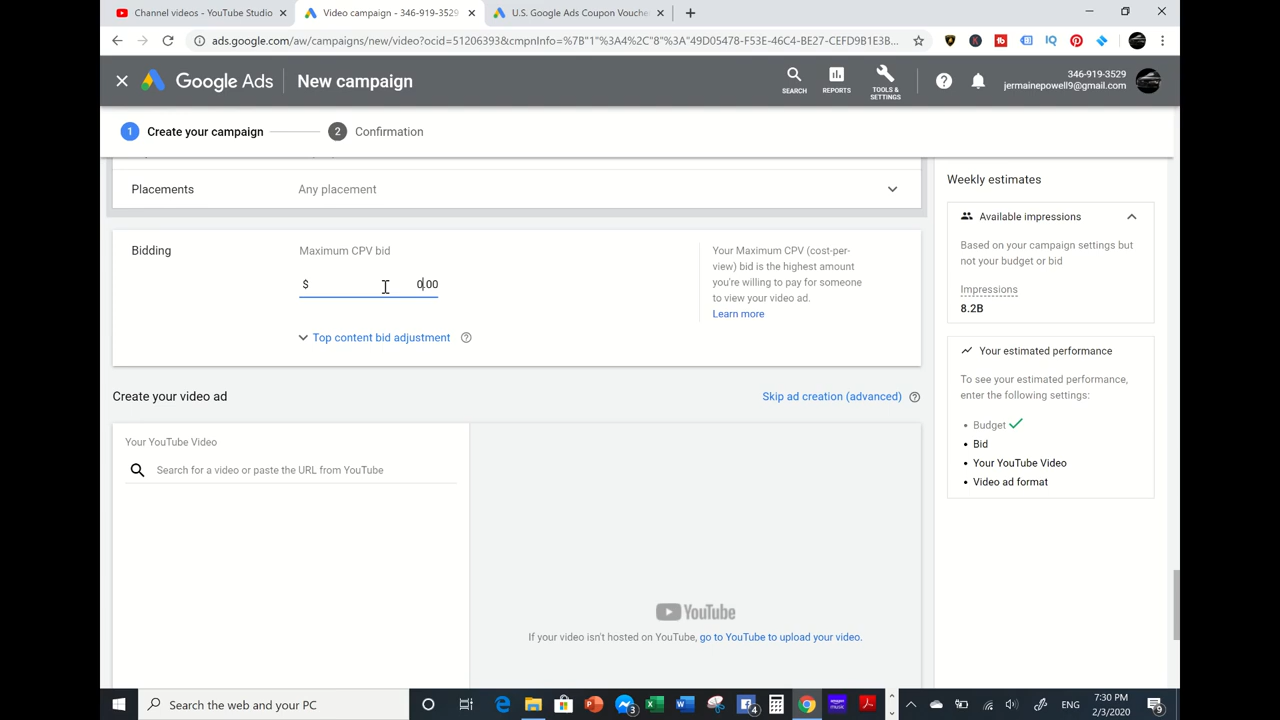 Channel videos - YouTube Studio
Video campaign - 346-919-3529
U.S. Google Ads Coupon Vouche
ads.google.com/aw/campaigns/new/video?ocid=51206393&cmpnInfo=%7B"1"%3A4%2C"8"%3A"49D05478-F53E-46C4-BE27-CEFD9B1E3B...
Google Ads
New campaign
SEARCH
REPORTS
TOOLS &
SETTINGS
346-919-3529
jermainepowell9@gmail.com
1 Create your campaign
2 Confirmation
Placements
Any placement
Bidding
Maximum CPV bid
$ 0.00
Top content bid adjustment
Your Maximum CPV (cost-per-
view) bid is the highest amount
you're willing to pay for someone
to view your video ad.
Learn more
Weekly estimates
Available impressions
Based on your campaign settings but
not your budget or bid
Impressions
8.2B
Your estimated performance
To see your estimated performance,
enter the following settings:
• Budget
• Bid
• Your YouTube Video
• Video ad format
Create your video ad
Skip ad creation (advanced)
Your YouTube Video
Search for a video or paste the URL from YouTube
YouTube
If your video isn't hosted on YouTube, go to YouTube to upload your video.
Search the web and your PC
7:30 PM
2/3/2020